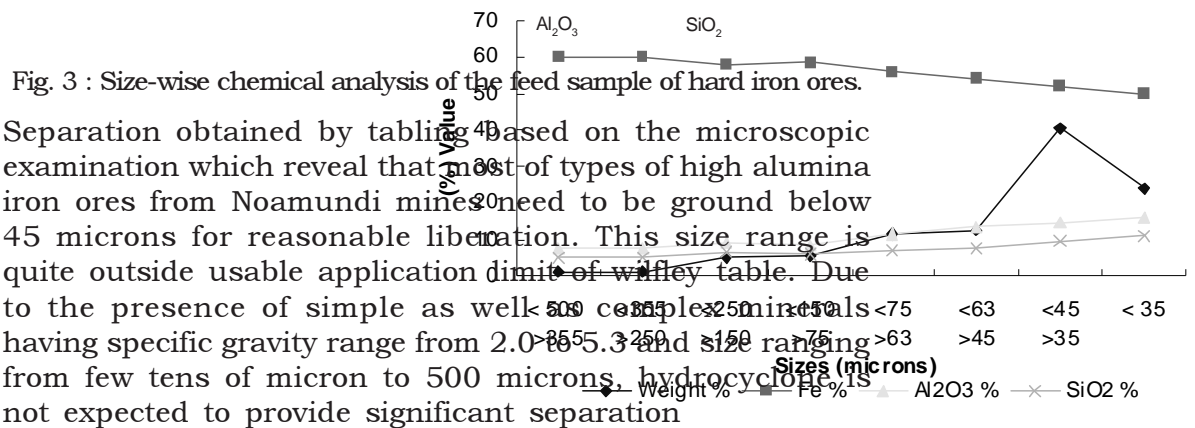 Al2O3 SiO2
70
60
50
40
30
20
10
0
(%) Value
Fig. 3 : Size-wise chemical analysis of the feed sample of hard iron ores.
Separation obtained by tabling based on the microscopic
examination which reveal that most of types of high alumina
iron ores from Noamundi mines need to be ground below
45 microns for reasonable liberation. This size range is
quite outside usable application limit of wilfley table. Due
to the presence of simple as well as complex minerals
having specific gravity range from 2.0 to 5.3 and size ranging
from few tens of micron to 500 microns, hydrocyclone is
not expected to provide significant separation
< 500 <355 <250 <150 <75 <63 <45 < 35
>355 >250 >150 >75 >63 >45 >35
Sizes (microns)
Weight % Fe % Al2O3 % SiO2 %